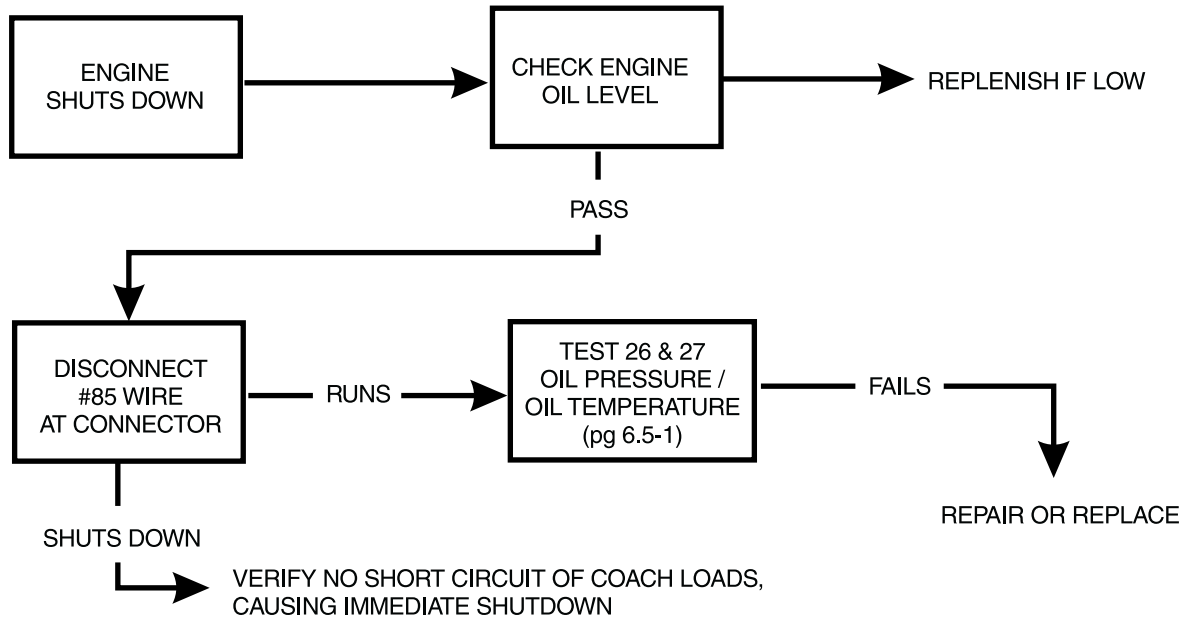 ENGINE
SHUTS DOWN
CHECK ENGINE
OIL LEVEL
REPLENISH IF LOW
PASS
DISCONNECT
#85 WIRE
AT CONNECTOR
RUNS
TEST 26 & 27
OIL PRESSURE /
OIL TEMPERATURE
(pg 6.5-1)
FAILS
REPAIR OR REPLACE
SHUTS DOWN
VERIFY NO SHORT CIRCUIT OF COACH LOADS,
CAUSING IMMEDIATE SHUTDOWN